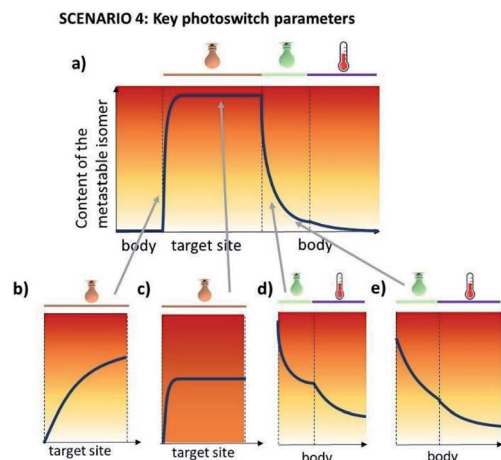 SCENARIO 4: Key photoswitch parameters
a)
Content of the
metastable isomer
body
target site
body
b)
c)
d)
e)
target site
target site
body
body